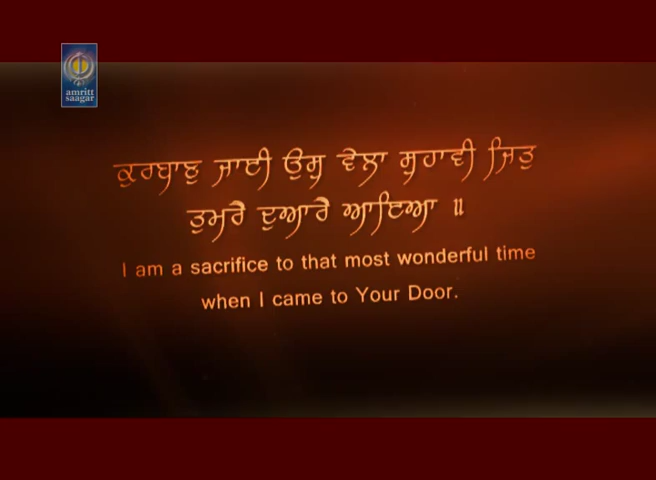 amritt
saagar
ਕੁਰਬਾਣੁ ਜਾਈ ਉਸੁ ਵੇਲਾ ਸੁਹਾਵੀ ਜਿਤੁ
ਤੁਮਰੈ ਦੁਆਰੈ ਆਇਆ ॥
I am a sacrifice to that most wonderful time
when I came to Your Door.